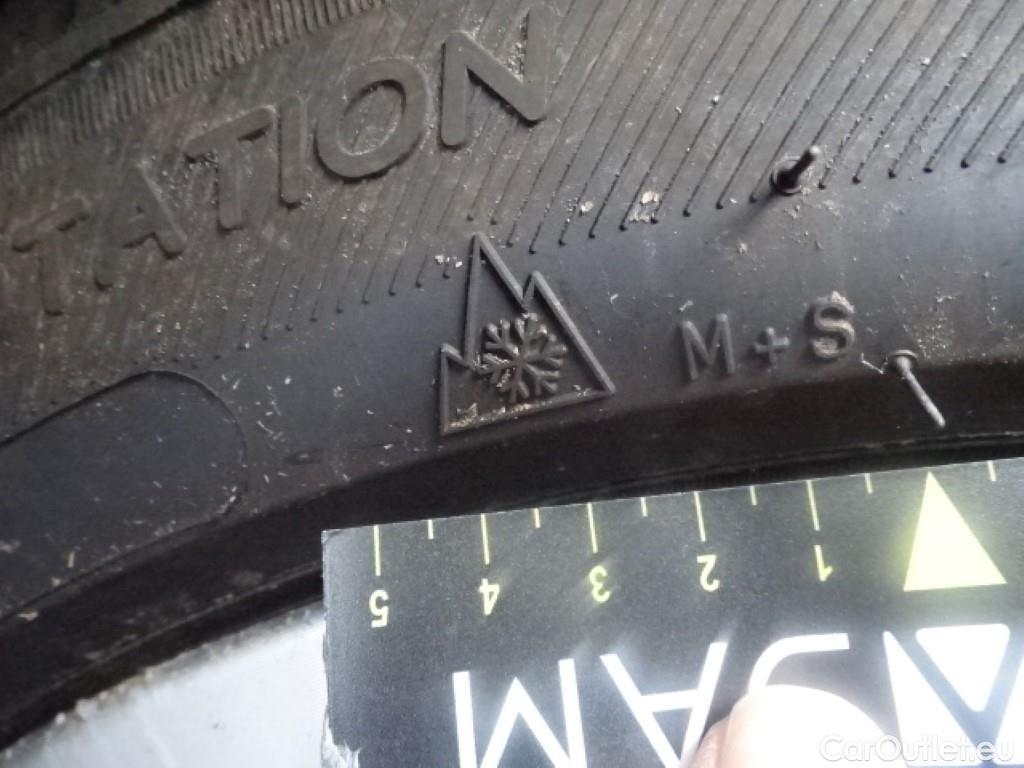 TATION
M+S
5 4 3 2 1
CarOutlet.eu